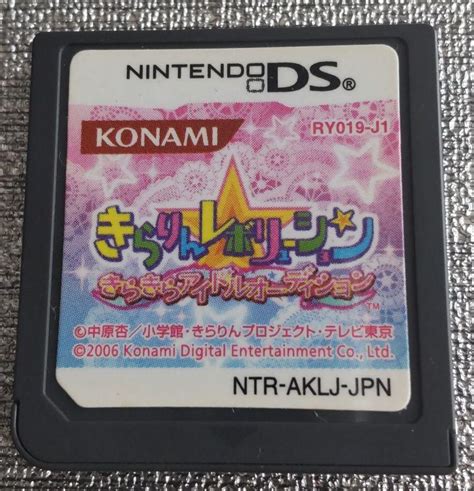 NINTENDO DS®
KONAMI
RY019-J1
きらりんレボリューション
きらきらアイドルオーディション™
©中原杏／小学館・きらりんプロジェクト・テレビ東京
©2006 Konami Digital Entertainment Co., Ltd.
NTR-AKLJ-JPN